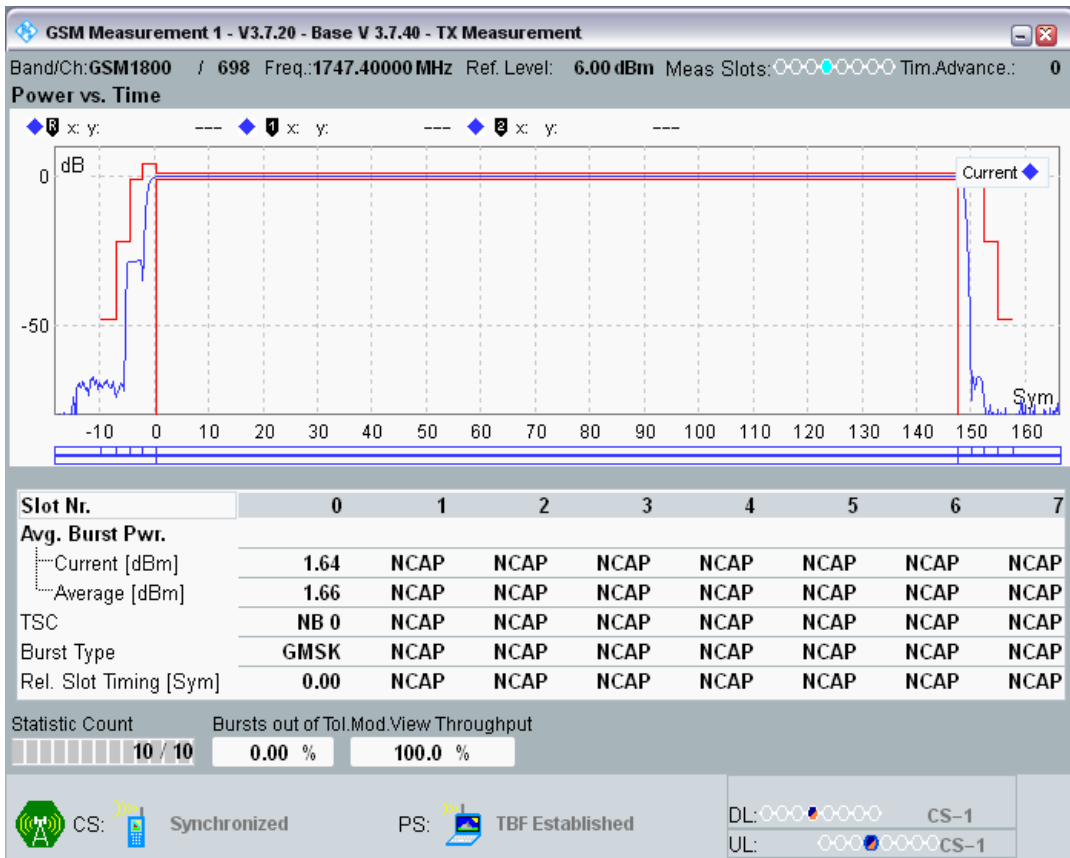 GSM Measurement 1 - V3.7.20 - Base V 3.7.40 - TX Measurement
Band/Ch:GSM1800 / 698 Freq.:1747.40000 MHz Ref. Level: 6.00 dBm Meas Slots: Tim.Advance.: 0
Power vs. Time
R x: y: --- 1 x: y: --- 2 x: y: ---
dB
Current
0
-50
Sym
-10 0 10 20 30 40 50 60 70 80 90 100 110 120 130 140 150 160
Slot Nr. 0 1 2 3 4 5 6 7
Avg. Burst Pwr.
Current [dBm] 1.64 NCAP NCAP NCAP NCAP NCAP NCAP NCAP
Average [dBm] 1.66 NCAP NCAP NCAP NCAP NCAP NCAP NCAP
TSC NB 0 NCAP NCAP NCAP NCAP NCAP NCAP NCAP
Burst Type GMSK NCAP NCAP NCAP NCAP NCAP NCAP NCAP
Rel. Slot Timing [Sym] 0.00 NCAP NCAP NCAP NCAP NCAP NCAP NCAP
Statistic Count Bursts out of Tol.Mod.View Throughput
10 / 10 0.00 % 100.0 %
CS: Synchronized PS: TBF Established
DL: CS-1
UL: CS-1